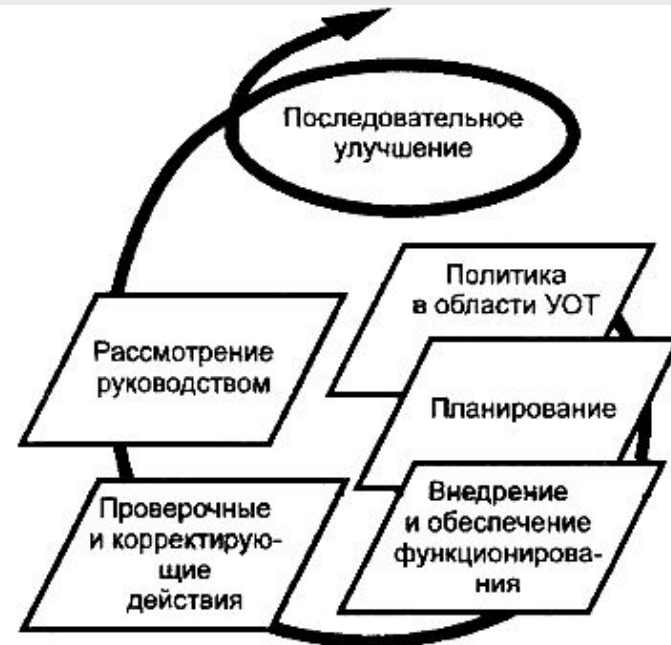 Последовательное
улучшение
Политика
в области УОТ
Планирование
Внедрение
и обеспечение
функционирова-
ния
Проверочные
и корректирую-
щие
действия
Рассмотрение
руководством